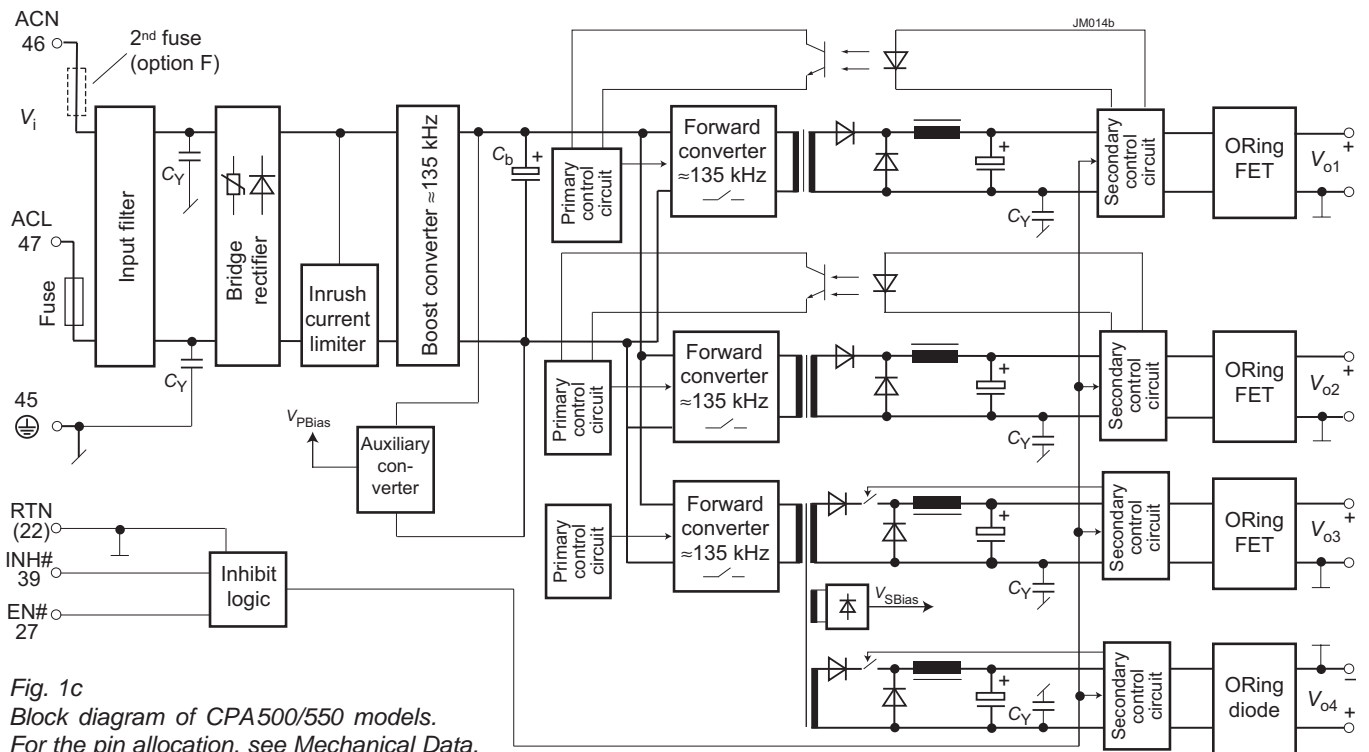 ACN
46
2nd fuse
(option F)
Vi
ACL
47
Fuse
45
Input filter
CY
CY
Bridge
rectifier
Inrush
current
limiter
Boost converter ≈135 kHz
Cb
+
VPBias
Auxiliary
con-
verter
RTN
(22)
INH#
39
EN#
27
Inhibit
logic
JM014b
Primary
control
circuit
Forward
converter
≈135 kHz
+
CY
Secondary
control
circuit
ORing
FET
+
Vo1
Primary
control
circuit
Forward
converter
≈135 kHz
+
CY
Secondary
control
circuit
ORing
FET
+
Vo2
Primary
control
circuit
Forward
converter
≈135 kHz
+
CY
Secondary
control
circuit
ORing
FET
+
Vo3
VSBias
+
CY
Secondary
control
circuit
ORing
diode
–
Vo4
+
Fig. 1c
Block diagram of CPA500/550 models.
For the pin allocation, see Mechanical Data.